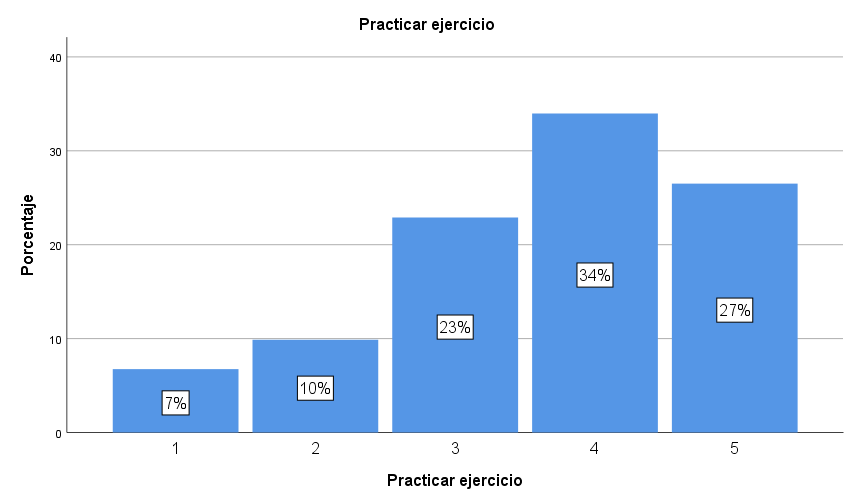 Practicar ejercicio
40
30
20
10
0
Porcentaje
7%
10%
23%
34%
27%
1 2 3 4 5
Practicar ejercicio